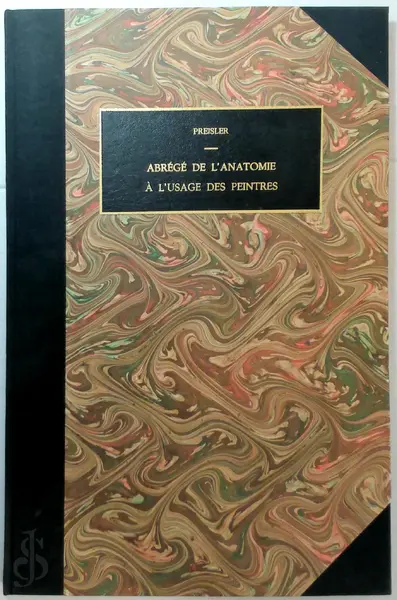 PREISLER
ABRÉGÉ DE L'ANATOMIE
À L'USAGE DES PEINTRES